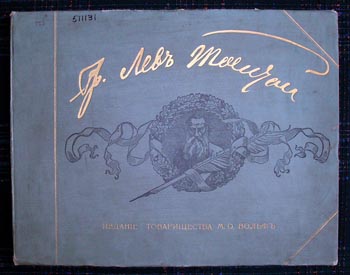 511131
Гр. Левъ Толстой
ИЗДАНІЕ ТОВАРИЩЕСТВА М. О. ВОЛЬФЪ.